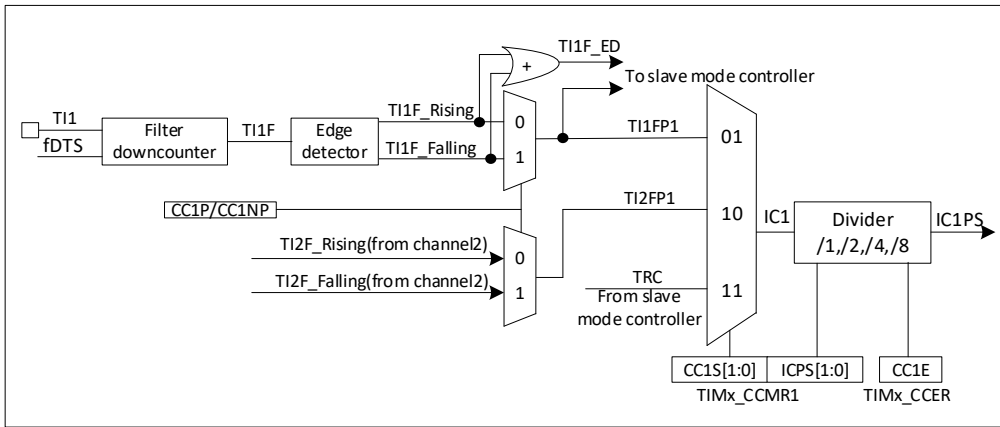 TI1F_ED
+
To slave mode controller
TI1
fDTS
Filter
downcounter
TI1F
Edge
detector
TI1F_Rising
TI1F_Falling
0
1
TI1FP1
01
CC1P/CC1NP
TI2FP1
10
IC1
Divider
/1,/2,/4,/8
IC1PS
TI2F_Rising(from channel2)
TI2F_Falling(from channel2)
0
1
TRC
From slave
mode controller
11
CC1S[1:0]
ICPS[1:0]
CC1E
TIMx_CCMR1
TIMx_CCER